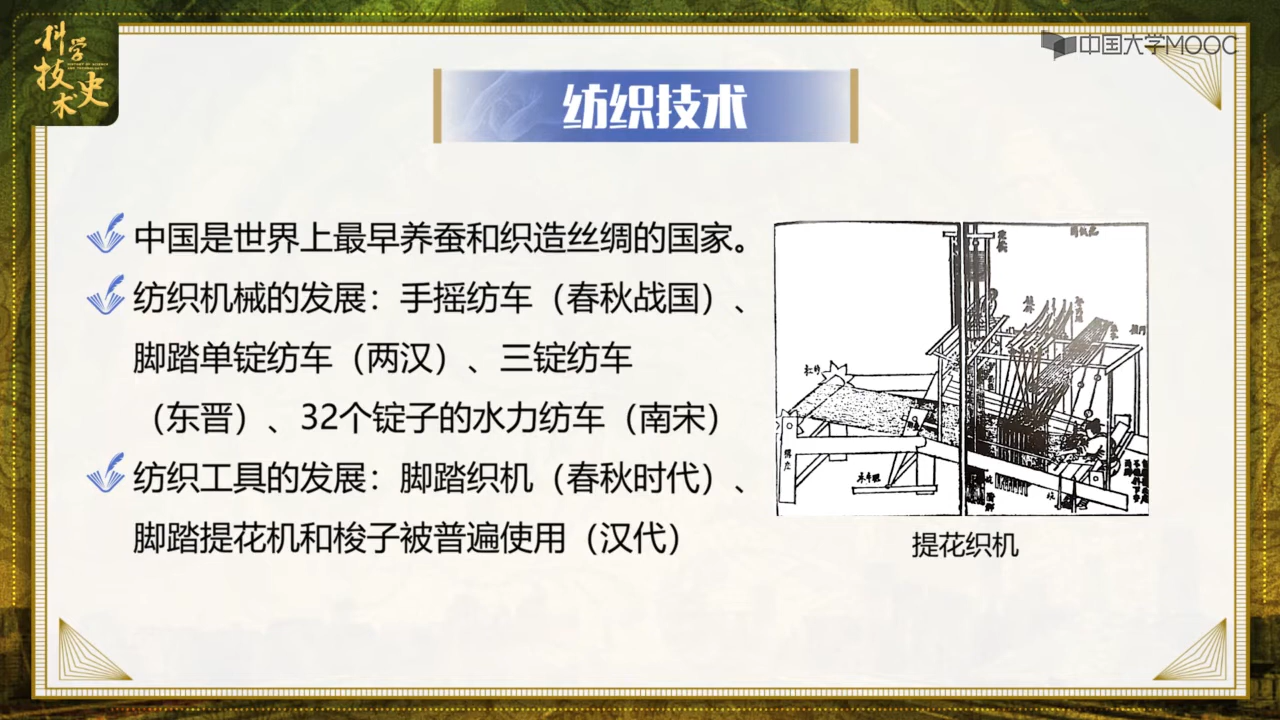 科学技术史
HISTORY OF SCIENCE AND TECHNOLOGY
中国大学MOOC
纺织技术
中国是世界上最早养蚕和织造丝绸的国家。
纺织机械的发展：手摇纺车（春秋战国）、
脚踏单锭纺车（两汉）、三锭纺车
（东晋）、32个锭子的水力纺车（南宋）
纺织工具的发展：脚踏织机（春秋时代）、
脚踏提花机和梭子被普遍使用（汉代）
提花织机